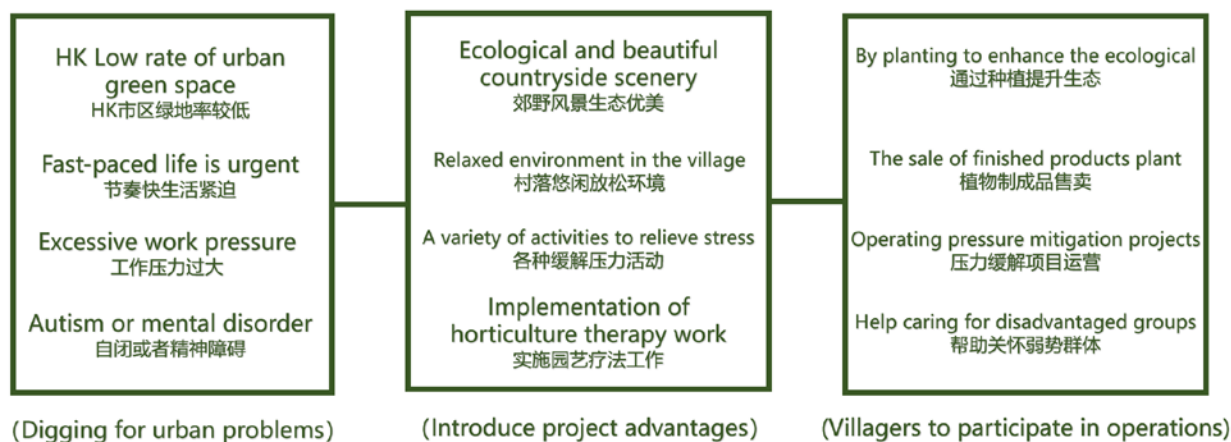 HK Low rate of urban
green space
HK市区绿地率较低
Fast-paced life is urgent
节奏快生活紧迫
Excessive work pressure
工作压力过大
Autism or mental disorder
自闭或者精神障碍
(Digging for urban problems)
Ecological and beautiful
countryside scenery
郊野风景生态优美
Relaxed environment in the village
村落悠闲放松环境
A variety of activities to relieve stress
各种缓解压力活动
Implementation of
horticulture therapy work
实施园艺疗法工作
(Introduce project advantages)
By planting to enhance the ecological
通过种植提升生态
The sale of finished products plant
植物制成品售卖
Operating pressure mitigation projects
压力缓解项目运营
Help caring for disadvantaged groups
帮助关怀弱势群体
(Villagers to participate in operations)